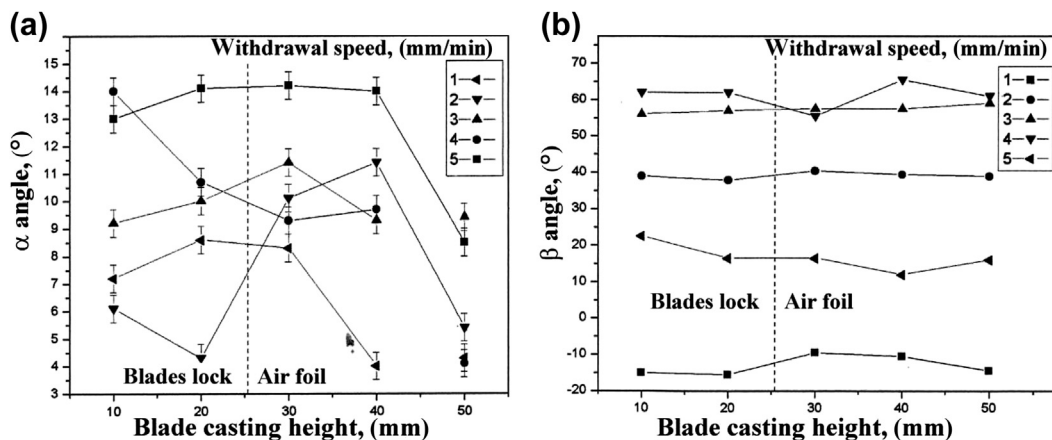 (a)
Withdrawal speed, (mm/min)
15
14
13
12
11
10
9
8
7
6
5
4
3
1
2
3
4
5
α angle, (°)
Blades lock
Air foil
10 20 30 40 50
Blade casting height, (mm)
(b)
Withdrawal speed, (mm/min)
70
60
50
40
30
20
10
0
-10
-20
1
2
3
4
5
β angle, (°)
Blades lock
Air foil
10 20 30 40 50
Blade casting height, (mm)